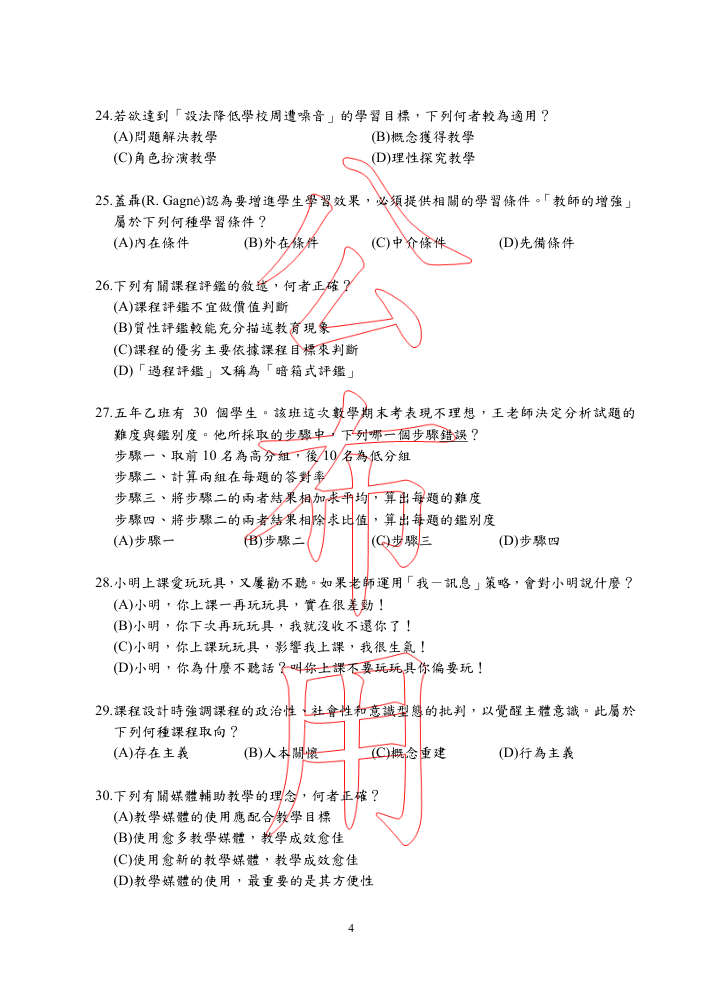 24.若欲達到「設法降低學校周遭噪音」的學習目標，下列何者較為適用？
(A)問題解決教學 (B)概念獲得教學
(C)角色扮演教學 (D)理性探究教學
25.蓋聶(R. Gagnė)認為要增進學生學習效果，必須提供相關的學習條件。「教師的增強」
屬於下列何種學習條件？
(A)內在條件 (B)外在條件 (C)中介條件 (D)先備條件
26.下列有關課程評鑑的敘述，何者正確？
(A)課程評鑑不宜做價值判斷
(B)質性評鑑較能充分描述教育現象
(C)課程的優劣主要依據課程目標來判斷
(D)「過程評鑑」又稱為「暗箱式評鑑」
27.五年乙班有 30 個學生。該班這次數學期末考表現不理想，王老師決定分析試題的
難度與鑑別度。他所採取的步驟中，下列哪一個步驟錯誤？
步驟一、取前 10 名為高分組，後 10 名為低分組
步驟二、計算兩組在每題的答對率
步驟三、將步驟二的兩者結果相加求平均，算出每題的難度
步驟四、將步驟二的兩者結果相除求比值，算出每題的鑑別度
(A)步驟一 (B)步驟二 (C)步驟三 (D)步驟四
28.小明上課愛玩玩具，又屢勸不聽。如果老師運用「我－訊息」策略，會對小明說什麼？
(A)小明，你上課一再玩玩具，實在很差勁！
(B)小明，你下次再玩玩具，我就沒收不還你了！
(C)小明，你上課玩玩具，影響我上課，我很生氣！
(D)小明，你為什麼不聽話？叫你上課不要玩玩具你偏要玩！
29.課程設計時強調課程的政治性、社會性和意識型態的批判，以覺醒主體意識。此屬於
下列何種課程取向？
(A)存在主義 (B)人本關懷 (C)概念重建 (D)行為主義
30.下列有關媒體輔助教學的理念，何者正確？
(A)教學媒體的使用應配合教學目標
(B)使用愈多教學媒體，教學成效愈佳
(C)使用愈新的教學媒體，教學成效愈佳
(D)教學媒體的使用，最重要的是其方便性
4
公布用